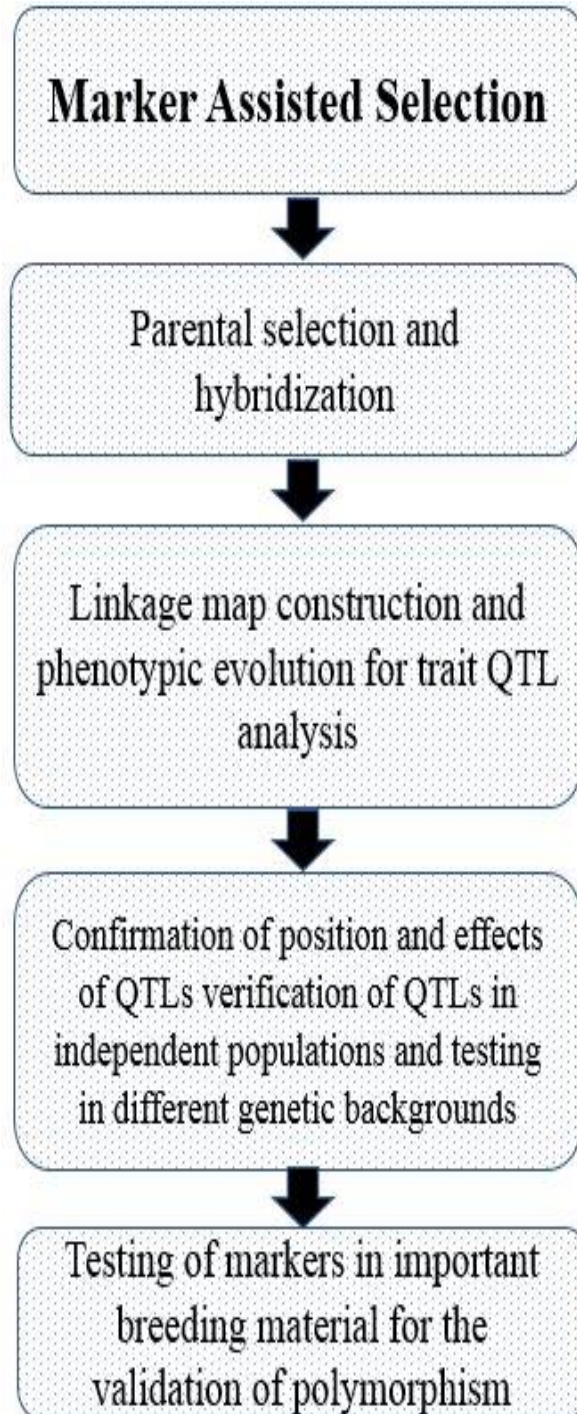 Marker Assisted Selection
Parental selection and
hybridization
Linkage map construction and
phenotypic evolution for trait QTL
analysis
Confirmation of position and effects
of QTLs verification of QTLs in
independent populations and testing
in different genetic backgrounds
Testing of markers in important
breeding material for the
validation of polymorphism